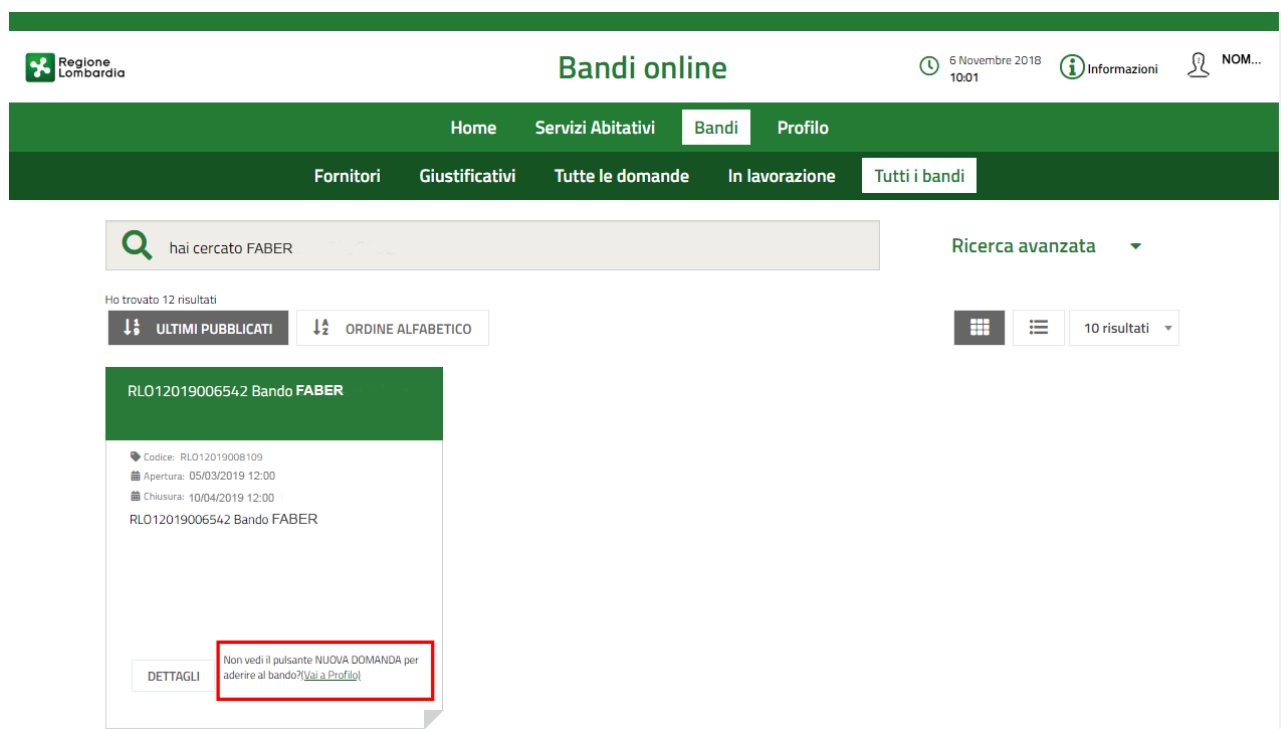 Regione
Lombardia
Bandi online
6 Novembre 2018
10:01
Informazioni
NOM...
Home Servizi Abitativi Bandi Profilo
Fornitori Giustificativi Tutte le domande In lavorazione Tutti i bandi
hai cercato FABER
Ricerca avanzata
Ho trovato 12 risultati
ULTIMI PUBBLICATI
ORDINE ALFABETICO
10 risultati
RLO12019006542 Bando FABER
Codice: RLO12019008109
Apertura: 05/03/2019 12:00
Chiusura: 10/04/2019 12:00
RLO12019006542 Bando FABER
DETTAGLI
Non vedi il pulsante NUOVA DOMANDA per
aderire al bando?(Vai a Profilo)